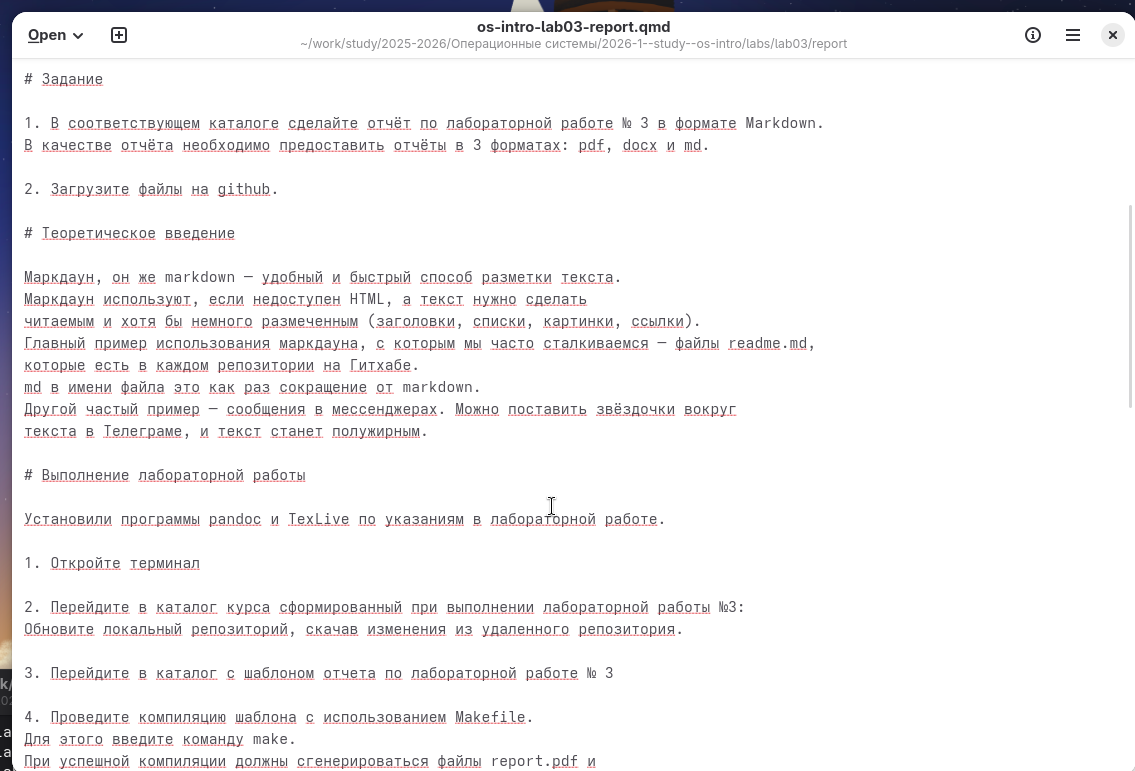 Open
os-intro-lab03-report.qmd
~/work/study/2025-2026/Операционные системы/2026-1--study--os-intro/labs/lab03/report
# Задание
1. В соответствующем каталоге сделайте отчёт по лабораторной работе № 3 в формате Markdown.
В качестве отчёта необходимо предоставить отчёты в 3 форматах: pdf, docx и md.
2. Загрузите файлы на github.
# Теоретическое введение
Маркдаун, он же markdown — удобный и быстрый способ разметки текста.
Маркдаун используют, если недоступен HTML, а текст нужно сделать
читаемым и хотя бы немного размеченным (заголовки, списки, картинки, ссылки).
Главный пример использования маркдауна, с которым мы часто сталкиваемся — файлы readme.md,
которые есть в каждом репозитории на Гитхабе.
md в имени файла это как раз сокращение от markdown.
Другой частый пример — сообщения в мессенджерах. Можно поставить звёздочки вокруг
текста в Телеграме, и текст станет полужирным.
# Выполнение лабораторной работы
Установили программы pandoc и TexLive по указаниям в лабораторной работе.
1. Откройте терминал
2. Перейдите в каталог курса сформированный при выполнении лабораторной работы №3:
Обновите локальный репозиторий, скачав изменения из удаленного репозитория.
3. Перейдите в каталог с шаблоном отчета по лабораторной работе № 3
4. Проведите компиляцию шаблона с использованием Makefile.
Для этого введите команду make.
При успешной компиляции должны сгенерироваться файлы report.pdf и